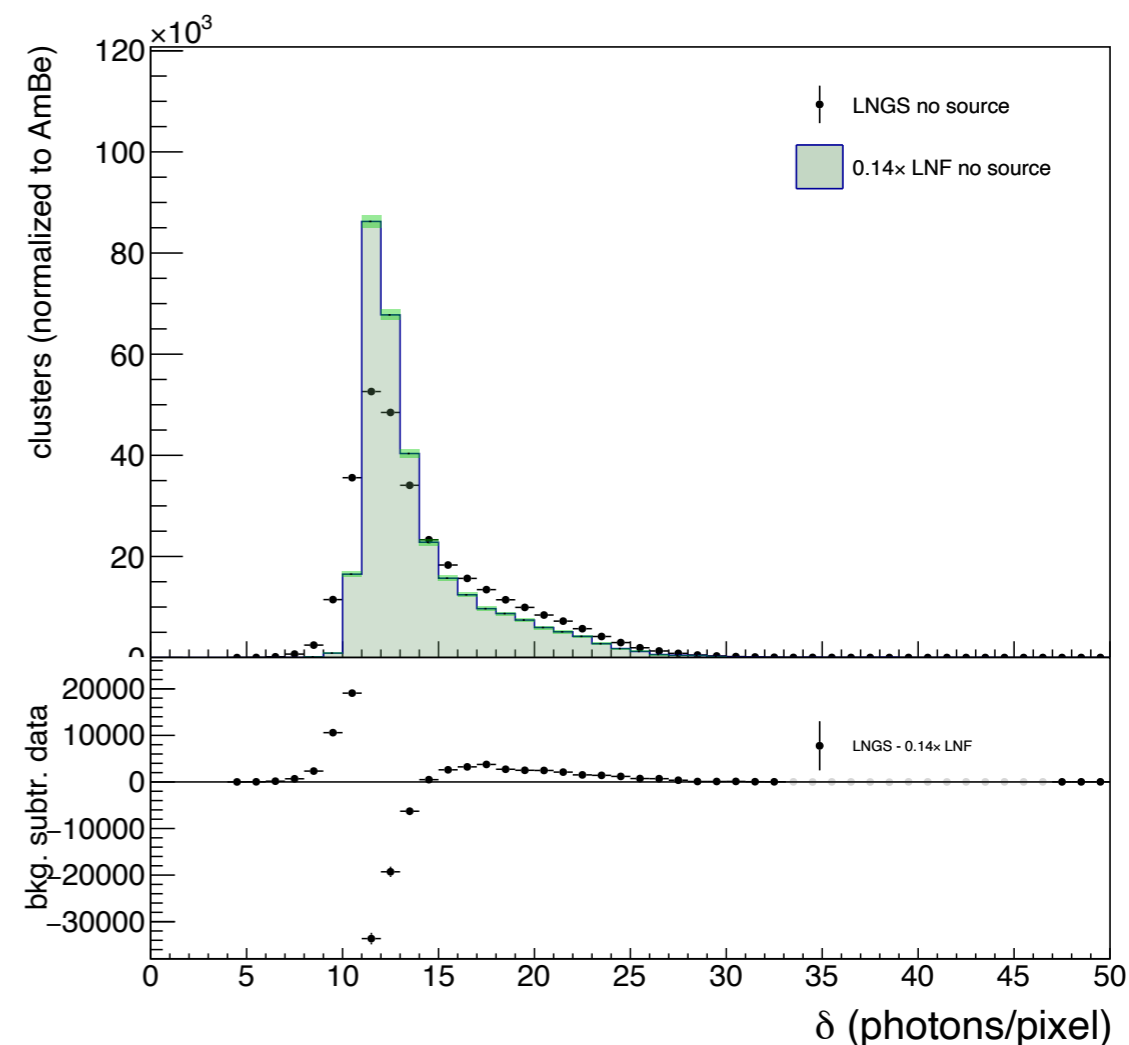 ×10³
120
100
80
60
40
20
0
clusters (normalized to AmBe)
LNGS no source
0.14× LNF no source
20000
10000
0
−10000
−20000
−30000
bkg. subtr. data
LNGS - 0.14× LNF
0 5 10 15 20 25 30 35 40 45 50
δ (photons/pixel)